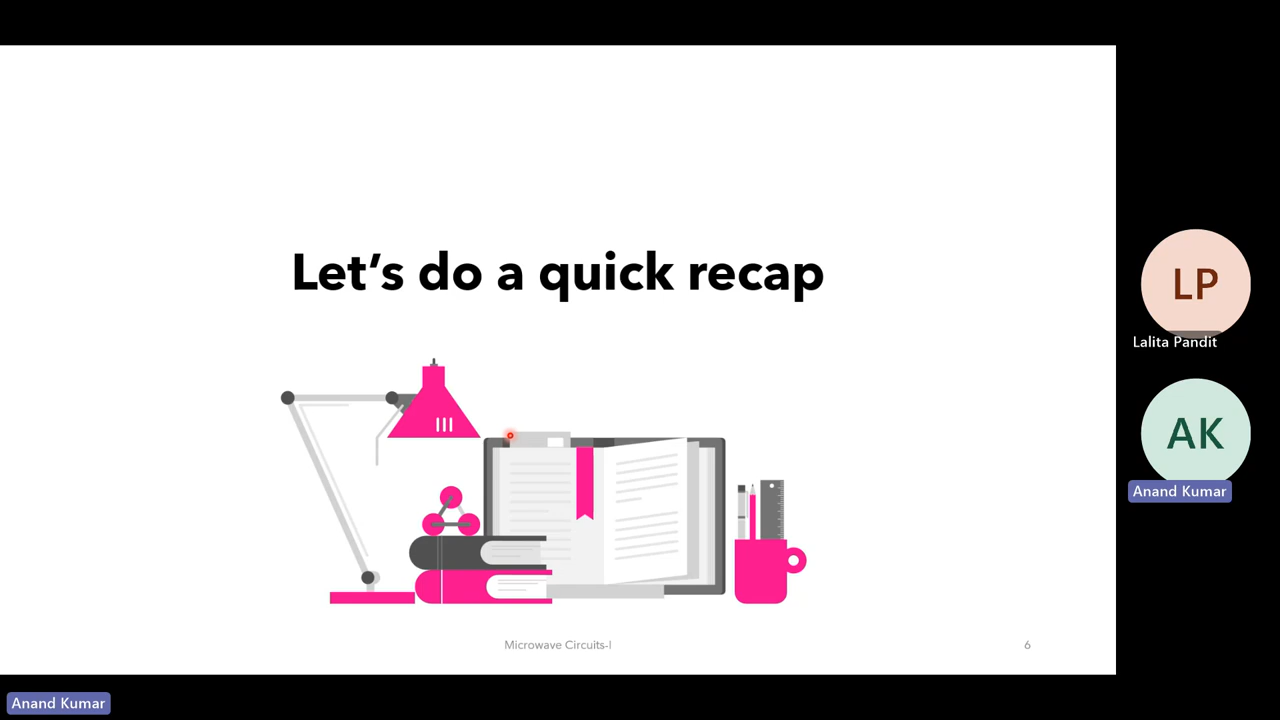 Let's do a quick recap
Microwave Circuits-I
6
LP
Lalita Pandit
AK
Anand Kumar
Anand Kumar